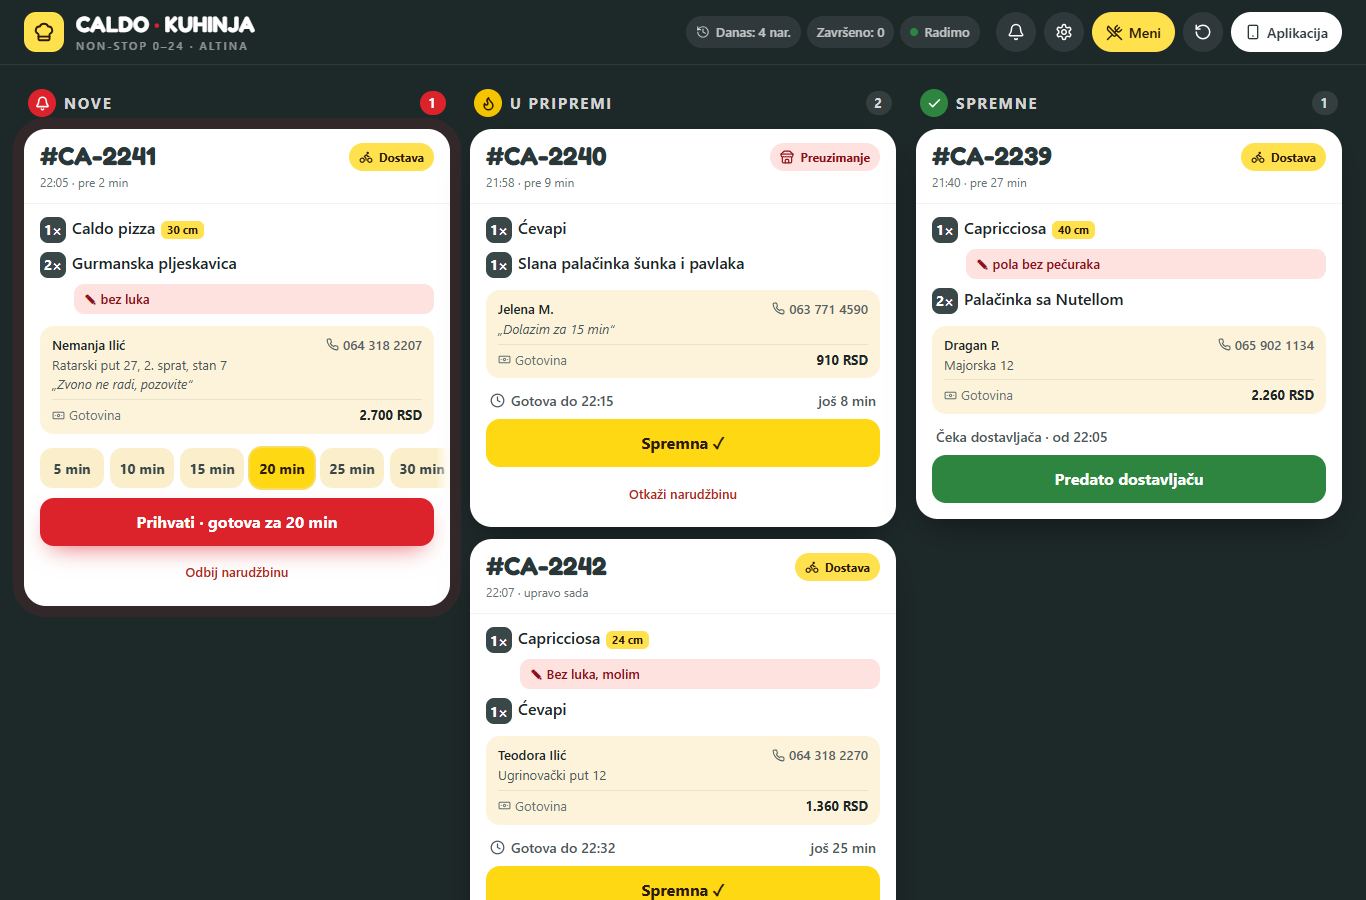 CALDO • KUHINJA
NON-STOP 0–24 · ALTINA
Danas: 4 nar.
Završeno: 0
Radimo
Meni
Aplikacija
NOVE
1
#CA-2241
Dostava
22:05 · pre 2 min
1× Caldo pizza 30 cm
2× Gurmanska pljeskavica
bez luka
Nemanja Ilić
064 318 2207
Ratarski put 27, 2. sprat, stan 7
„Zvono ne radi, pozovite“
Gotovina
2.700 RSD
5 min
10 min
15 min
20 min
25 min
30 min
Prihvati · gotova za 20 min
Odbij narudžbinu
U PRIPREMI
2
#CA-2240
Preuzimanje
21:58 · pre 9 min
1× Ćevapi
1× Slana palačinka šunka i pavlaka
Jelena M.
063 771 4590
„Dolazim za 15 min“
Gotovina
910 RSD
Gotova do 22:15
još 8 min
Spremna ✓
Otkaži narudžbinu
#CA-2242
Dostava
22:07 · upravo sada
1× Capricciosa 24 cm
Bez luka, molim
1× Ćevapi
Teodora Ilić
064 318 2270
Ugrinovački put 12
Gotovina
1.360 RSD
Gotova do 22:32
još 25 min
Spremna ✓
SPREMNE
1
#CA-2239
Dostava
21:40 · pre 27 min
1× Capricciosa 40 cm
pola bez pečuraka
2× Palačinka sa Nutellom
Dragan P.
065 902 1134
Majorska 12
Gotovina
2.260 RSD
Čeka dostavljača · od 22:05
Predato dostavljaču